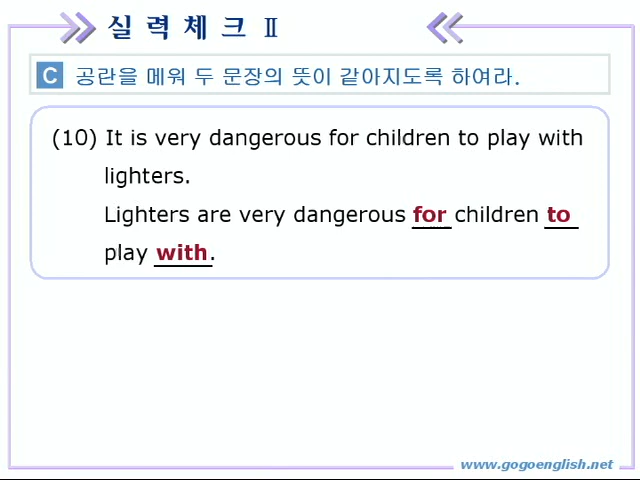 실 력 체 크 Ⅱ
C 공란을 메워 두 문장의 뜻이 같아지도록 하여라.
(10) It is very dangerous for children to play with
lighters.
Lighters are very dangerous for children to
play with.
www.gogoenglish.net